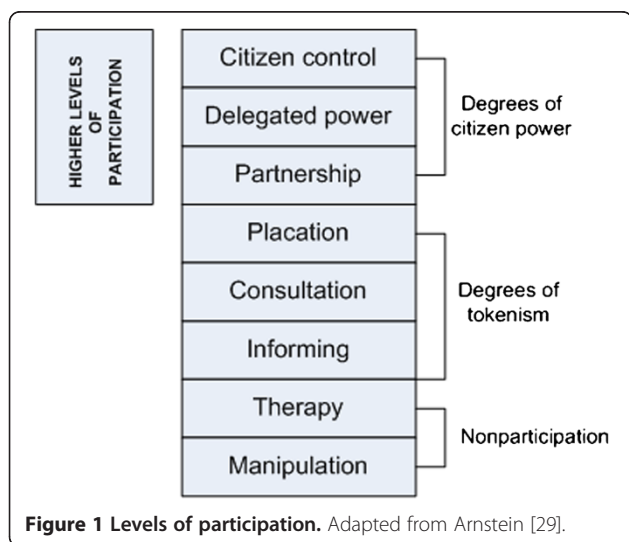 HIGHER LEVELS
OF
PARTICIPATION
Citizen control
Delegated power
Partnership
Placation
Consultation
Informing
Therapy
Manipulation
Degrees of
citizen power
Degrees of
tokenism
Nonparticipation
Figure 1 Levels of participation. Adapted from Arnstein [29].